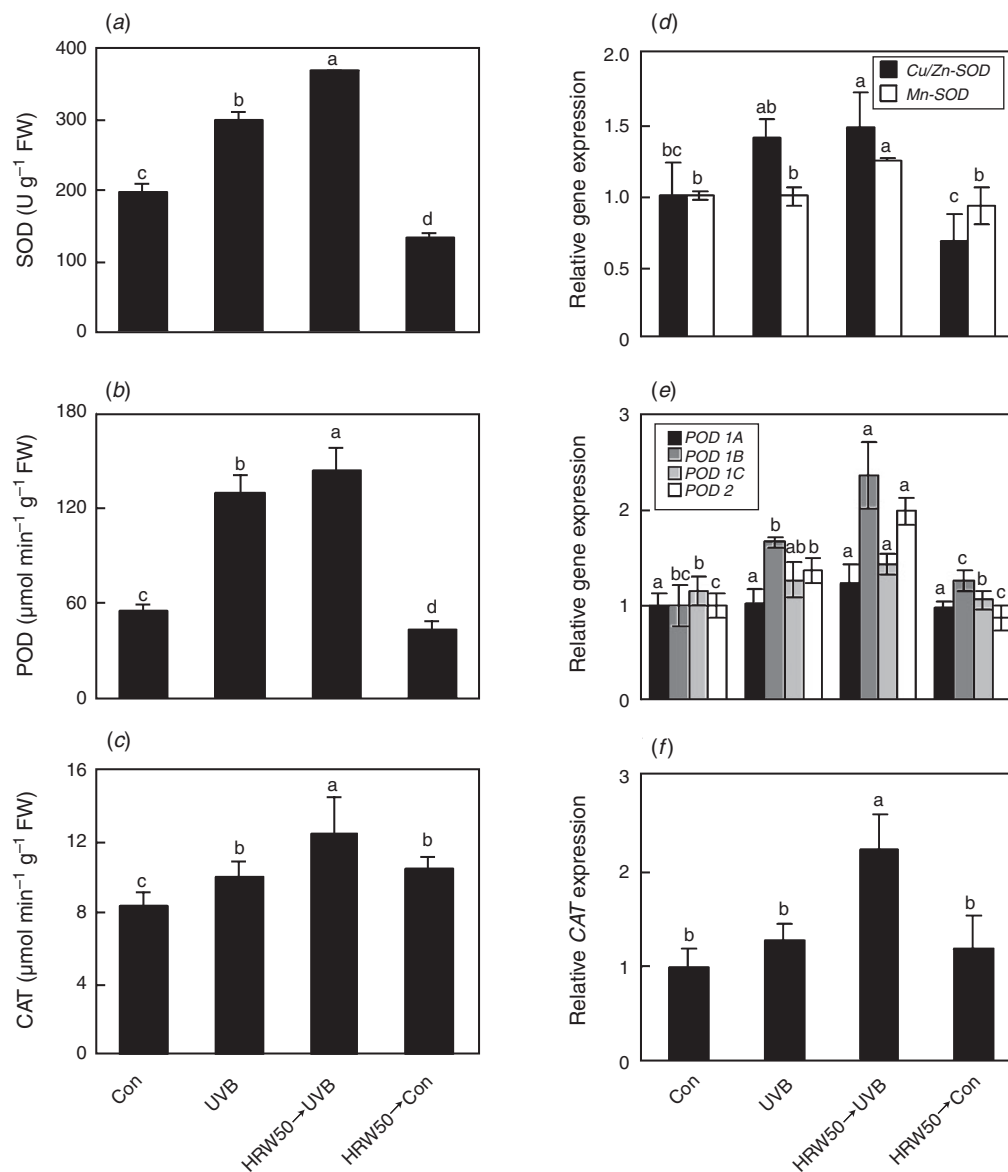 (a)
SOD (U g⁻¹ FW)
400
300
200
100
0
c
b
a
d
(b)
POD (µmol min⁻¹ g⁻¹ FW)
180
120
60
0
c
b
a
d
(c)
CAT (µmol min⁻¹ g⁻¹ FW)
16
12
8
4
0
c
b
a
b
Con
UVB
HRW50→UVB
HRW50→Con
(d)
Relative gene expression
2.0
1.5
1.0
0.5
0
Cu/Zn-SOD
Mn-SOD
bc
b
ab
b
a
a
c
b
(e)
Relative gene expression
3
2
1
0
POD 1A
POD 1B
POD 1C
POD 2
a
bc
b
c
a
b
ab
b
a
a
a
a
a
c
b
c
(f)
Relative CAT expression
3
2
1
0
b
b
a
b
Con
UVB
HRW50→UVB
HRW50→Con